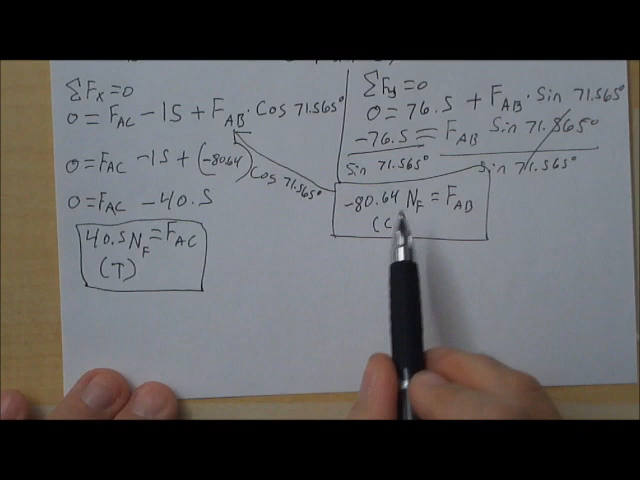 ΣFx=0
0 = FAC - 15 + FAB · Cos 71.565°
0 = FAC - 15 + (-80.64) Cos 71.565°
0 = FAC - 40.5
40.5 NF = FAC
(T)
ΣFy=0
0 = 76.5 + FAB · Sin 71.565°
-76.5 = FAB Sin 71.565°
Sin 71.565° Sin 71.565°
-80.64 NF = FAB
(C